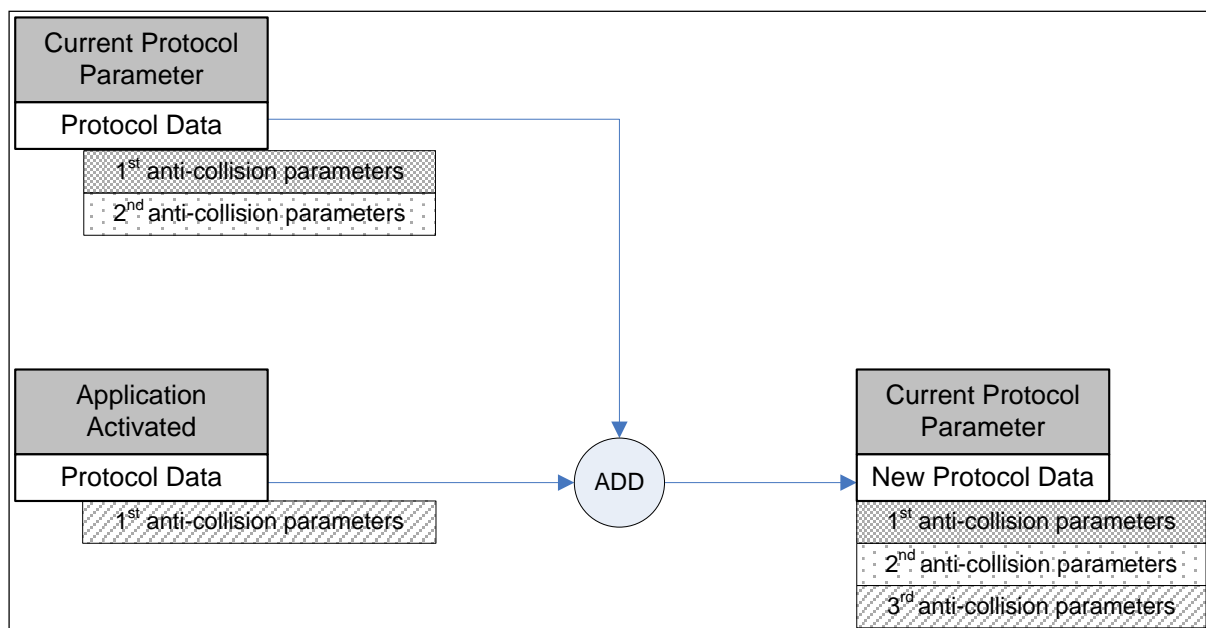 Current Protocol
Parameter
Protocol Data
1st anti-collision parameters
2nd anti-collision parameters
Application
Activated
Protocol Data
1st anti-collision parameters
ADD
Current Protocol
Parameter
New Protocol Data
1st anti-collision parameters
2nd anti-collision parameters
3rd anti-collision parameters